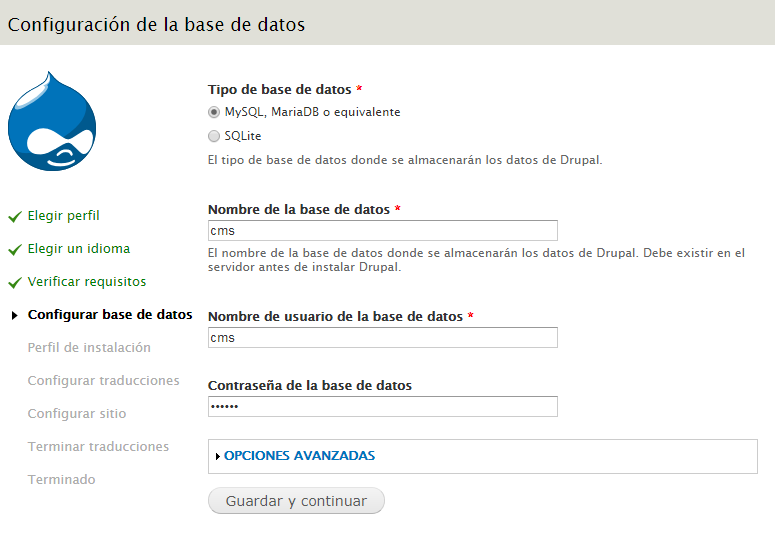 Configuración de la base de datos
Elegir perfil
Elegir un idioma
Verificar requisitos
Configurar base de datos
Perfil de instalación
Configurar traducciones
Configurar sitio
Terminar traducciones
Terminado
Tipo de base de datos *
MySQL, MariaDB o equivalente
SQLite
El tipo de base de datos donde se almacenarán los datos de Drupal.
Nombre de la base de datos *
cms
El nombre de la base de datos donde se almacenarán los datos de Drupal. Debe existir en el
servidor antes de instalar Drupal.
Nombre de usuario de la base de datos *
cms
Contraseña de la base de datos
••••••
OPCIONES AVANZADAS
Guardar y continuar